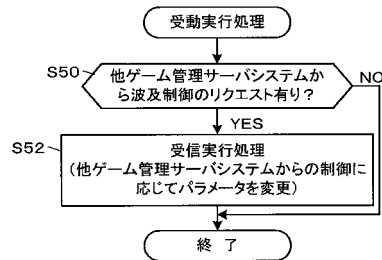 受動実行処理
S50
他ゲーム管理サーバシステムか
ら波及制御のリクエスト有り?
NO
YES
S52
受信実行処理
(他ゲーム管理サーバシステムからの制御に
応じてパラメータを変更)
終 了